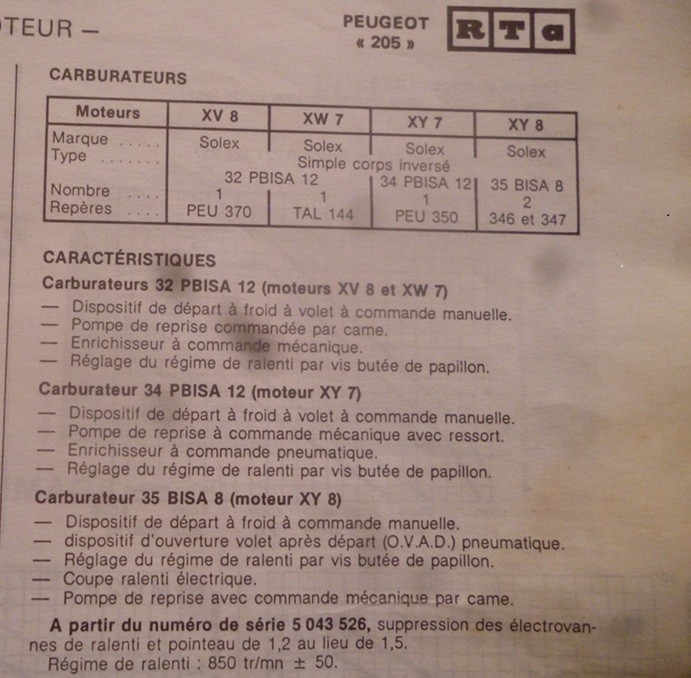 OTEUR —
PEUGEOT
« 205 »
RTa
CARBURATEURS
Moteurs XV 8 XW 7 XY 7 XY 8
Marque ..... Solex Solex Solex Solex
Type ....... Simple corps inversé
32 PBISA 12 34 PBISA 12 35 BISA 8
Nombre .... 1 1 1 2
Repères .... PEU 370 TAL 144 PEU 350 346 et 347
CARACTÉRISTIQUES
Carburateurs 32 PBISA 12 (moteurs XV 8 et XW 7)
— Dispositif de départ à froid à volet à commande manuelle.
— Pompe de reprise commandée par came.
— Enrichisseur à commande mécanique.
— Réglage du régime de ralenti par vis butée de papillon.
Carburateur 34 PBISA 12 (moteur XY 7)
— Dispositif de départ à froid à volet à commande manuelle.
— Pompe de reprise à commande mécanique avec ressort.
— Enrichisseur à commande pneumatique.
— Réglage du régime de ralenti par vis butée de papillon.
Carburateur 35 BISA 8 (moteur XY 8)
— Dispositif de départ à froid à commande manuelle.
— dispositif d'ouverture volet après départ (O.V.A.D.) pneumatique.
— Réglage du régime de ralenti par vis butée de papillon.
— Coupe ralenti électrique.
— Pompe de reprise avec commande mécanique par came.
A partir du numéro de série 5 043 526, suppression des électrovan-
nes de ralenti et pointeau de 1,2 au lieu de 1,5.
Régime de ralenti : 850 tr/mn ± 50.